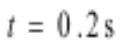 t = 0.2s